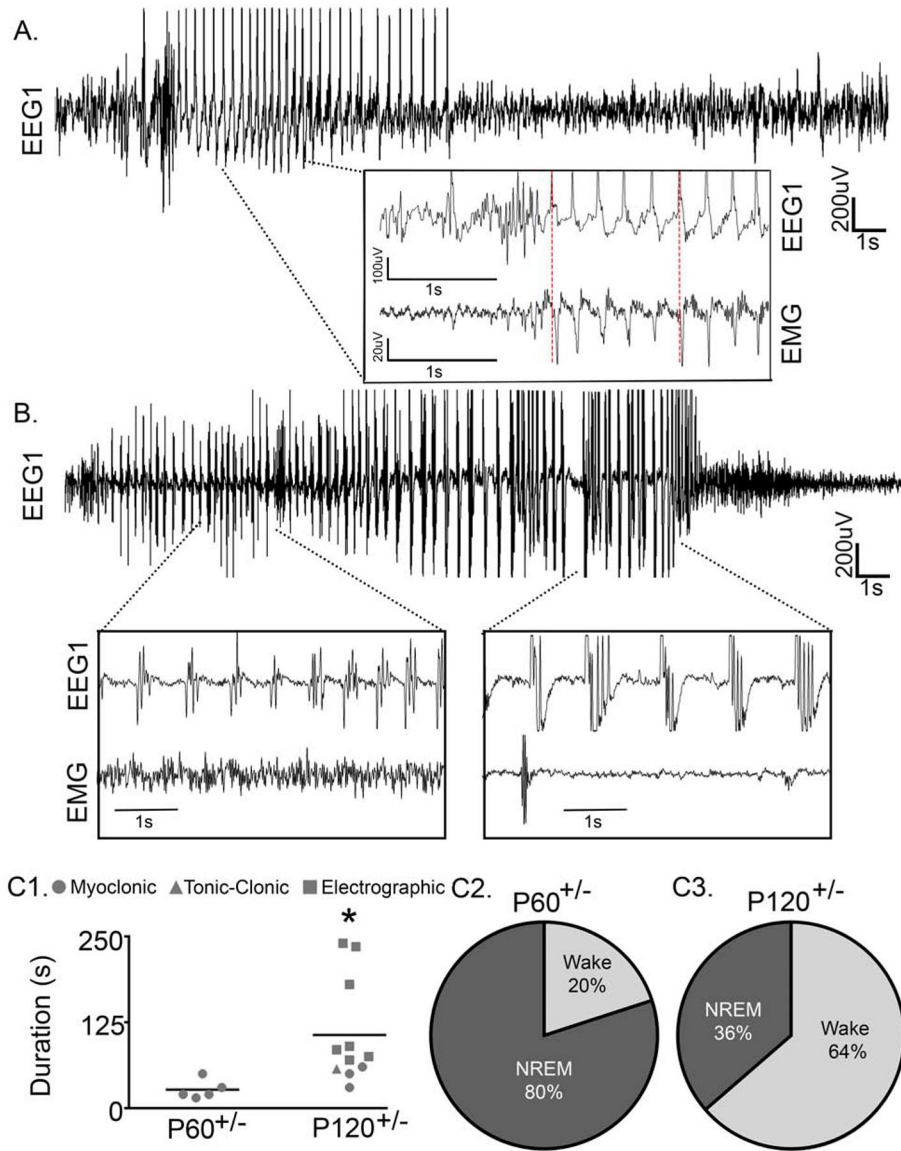 A.
EEG1
200uV
1s
EEG1
100uV
1s
EMG
20uV
1s
B.
EEG1
200uV
1s
EEG1
EMG
1s
1s
C1. ● Myoclonic ▲ Tonic-Clonic ■ Electrographic
C2. P60+/-
C3. P120+/-
*
Duration (s)
250
125
0
P60+/-
P120+/-
Wake
20%
NREM
80%
NREM
36%
Wake
64%